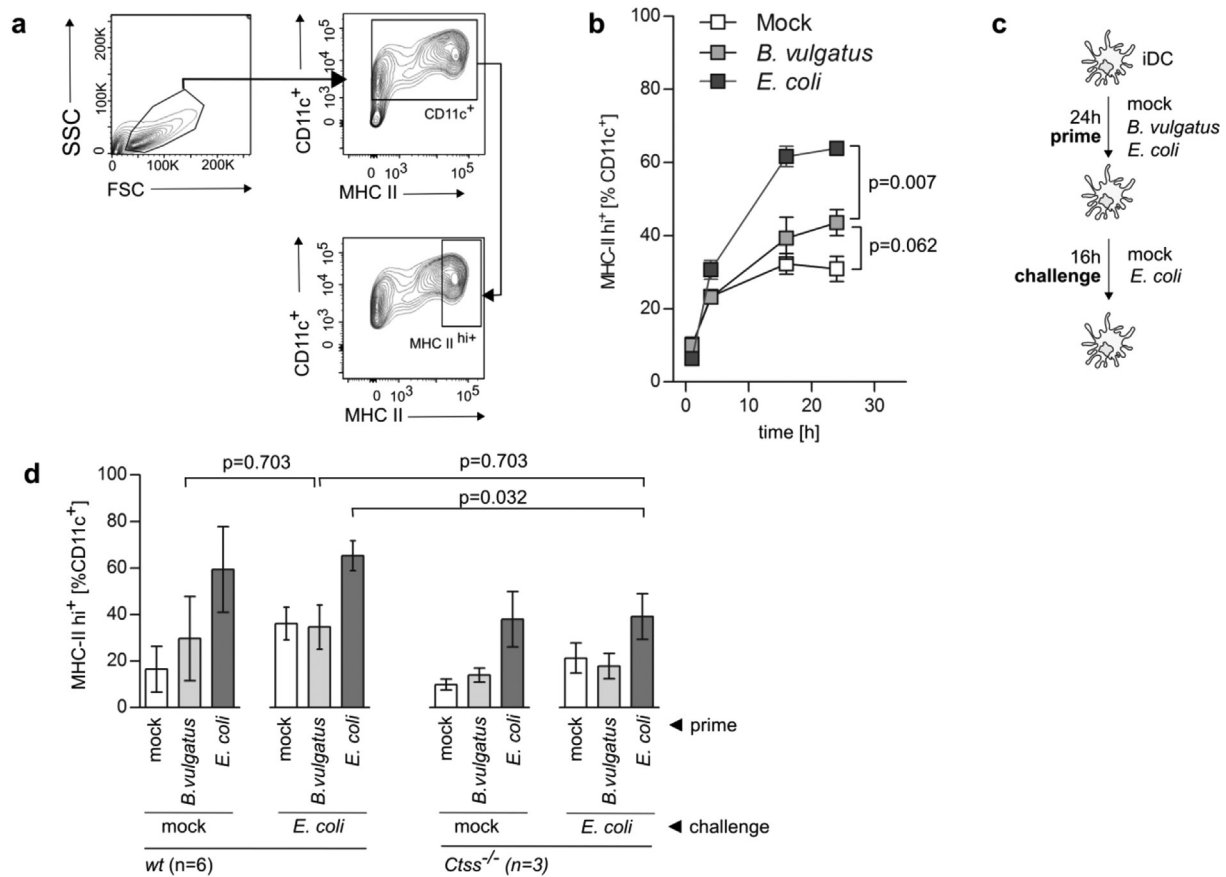 a
SSC
200K
100K
0
0 100K 200K
FSC
CD11c+
10^5
10^4
10^3
0
CD11c+
0 10^3 10^5
MHC II
CD11c+
10^5
10^4
10^3
0
MHC II hi+
0 10^3 10^5
MHC II
b
Mock
B. vulgatus
E. coli
MHC-II hi+ [% CD11c+]
100
80
60
40
20
0
p=0.007
p=0.062
0 10 20 30
time [h]
c
iDC
24h
prime
mock
B. vulgatus
E. coli
16h
challenge
mock
E. coli
d
p=0.703
p=0.703
p=0.032
MHC-II hi+ [%CD11c+]
100
80
60
40
20
0
mock B.vulgatus E. coli mock B.vulgatus E. coli mock B.vulgatus E. coli mock B.vulgatus E. coli ◄ prime
mock E. coli mock E. coli ◄ challenge
wt (n=6) Ctss-/- (n=3)